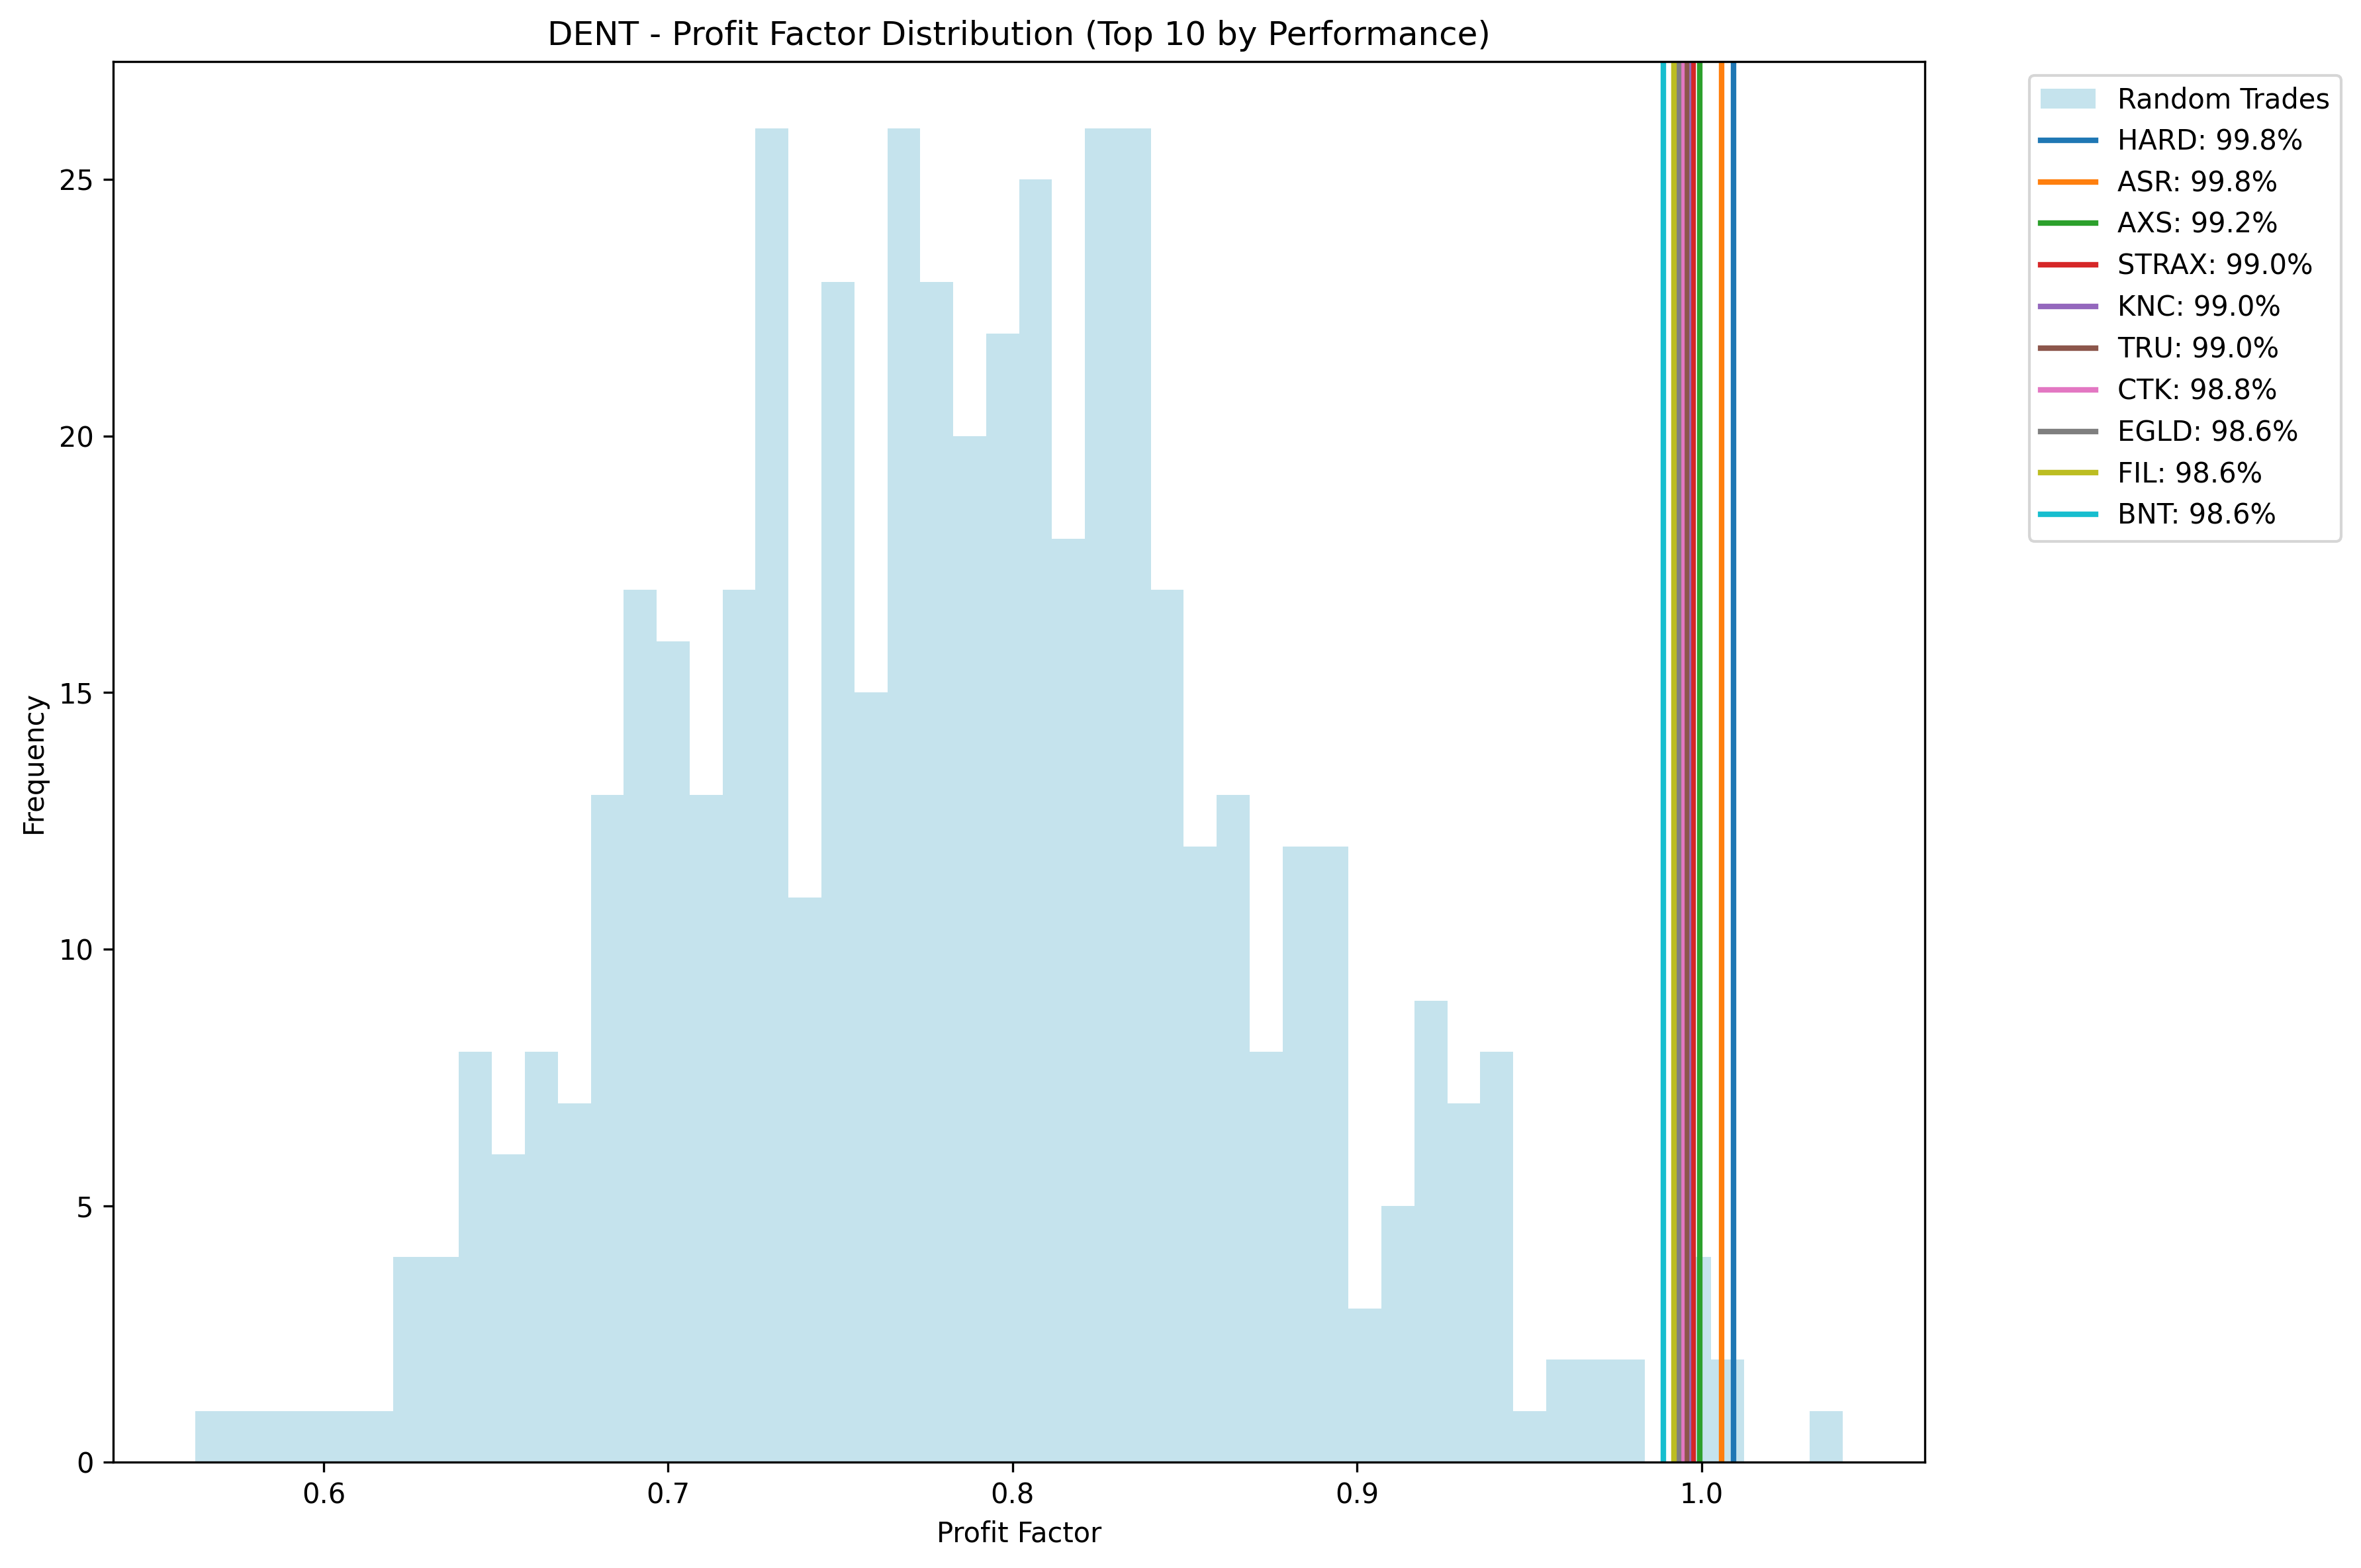 DENT - Profit Factor Distribution (Top 10 by Performance)
Random Trades
HARD: 99.8%
ASR: 99.8%
AXS: 99.2%
STRAX: 99.0%
KNC: 99.0%
TRU: 99.0%
CTK: 98.8%
EGLD: 98.6%
FIL: 98.6%
BNT: 98.6%
Frequency
25
20
15
10
5
0
0.6 0.7 0.8 0.9 1.0
Profit Factor